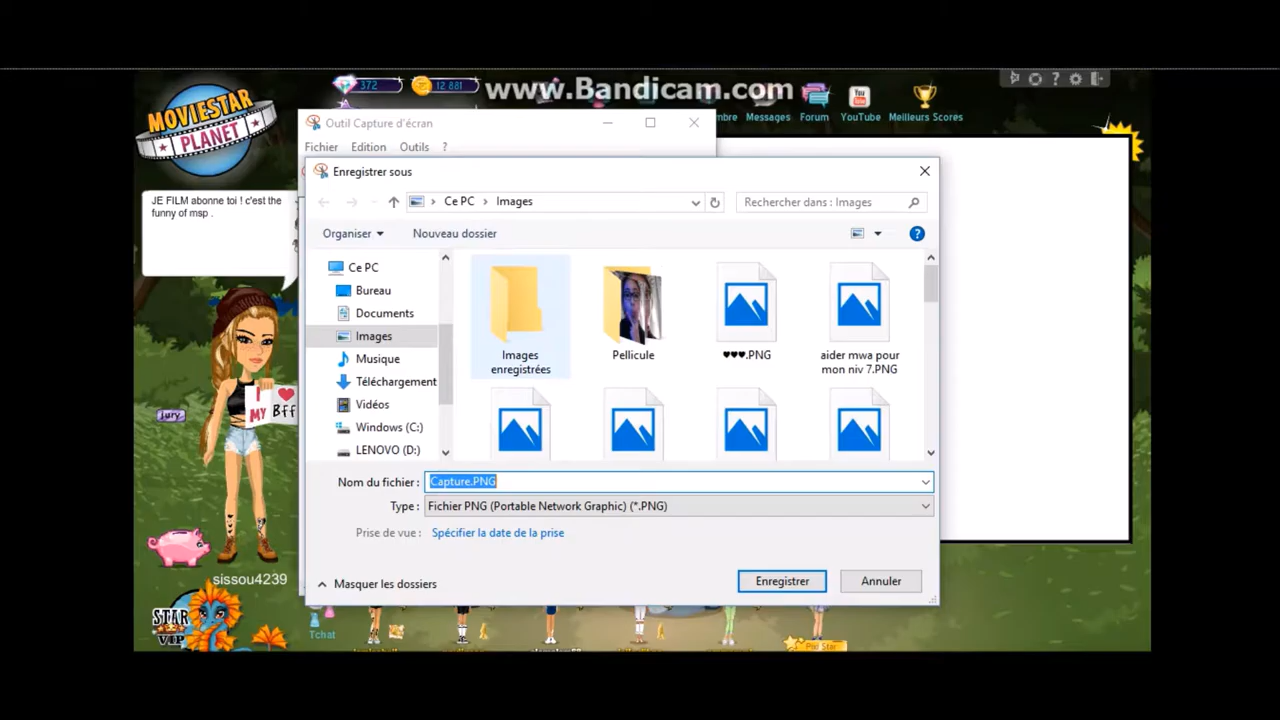 372
12 881
www.Bandicam.com
MOVIESTAR
PLANET
Messages
Forum
You
Tube
YouTube
Meilleurs Scores
Outil Capture d'écran
Fichier
Edition
Outils
?
Enregistrer sous
JE FILM abonne toi ! c'est the
funny of msp .
Ce PC
Images
Rechercher dans : Images
Organiser
Nouveau dossier
Ce PC
Bureau
Documents
Images
Musique
Téléchargement
Vidéos
Windows (C:)
LENOVO (D:)
Images
enregistrées
Pellicule
♥♥♥.PNG
aider mwa pour
mon niv 7.PNG
I
MY Bff
Nom du fichier :
Capture.PNG
Type :
Fichier PNG (Portable Network Graphic) (*.PNG)
Prise de vue :
Spécifier la date de la prise
Masquer les dossiers
Enregistrer
Annuler
sissou4239
STAR
VIP
Tchat